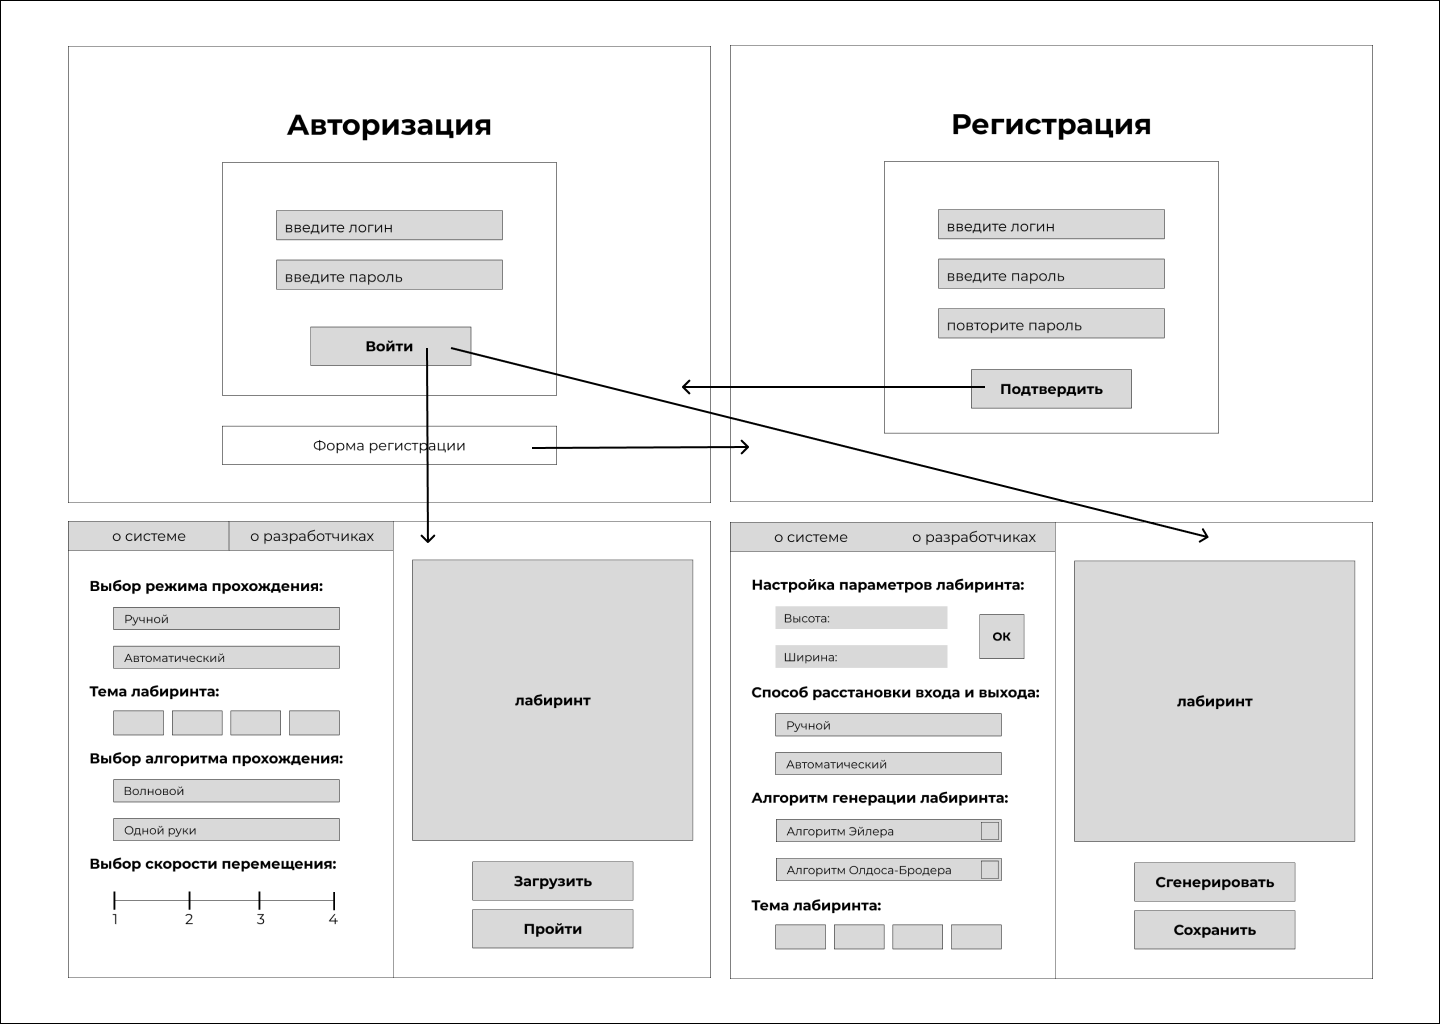 Авторизация
введите логин
введите пароль
Войти
Форма регистрации
Регистрация
введите логин
введите пароль
повторите пароль
Подтвердить
о системе
о разработчиках
Выбор режима прохождения:
Ручной
Автоматический
Тема лабиринта:
Выбор алгоритма прохождения:
Волновой
Одной руки
Выбор скорости перемещения:
1 2 3 4
лабиринт
Загрузить
Пройти
о системе
о разработчиках
Настройка параметров лабиринта:
Высота:
Ширина:
ОК
Способ расстановки входа и выхода:
Ручной
Автоматический
Алгоритм генерации лабиринта:
Алгоритм Эйлера
Алгоритм Олдоса-Бродера
Тема лабиринта:
лабиринт
Сгенерировать
Сохранить